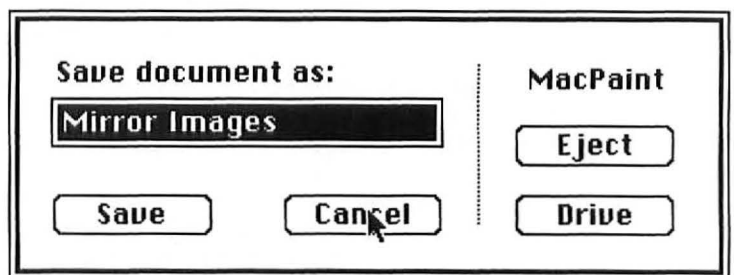 Save document as:
Mirror Images
Save
Cancel
MacPaint
Eject
Drive